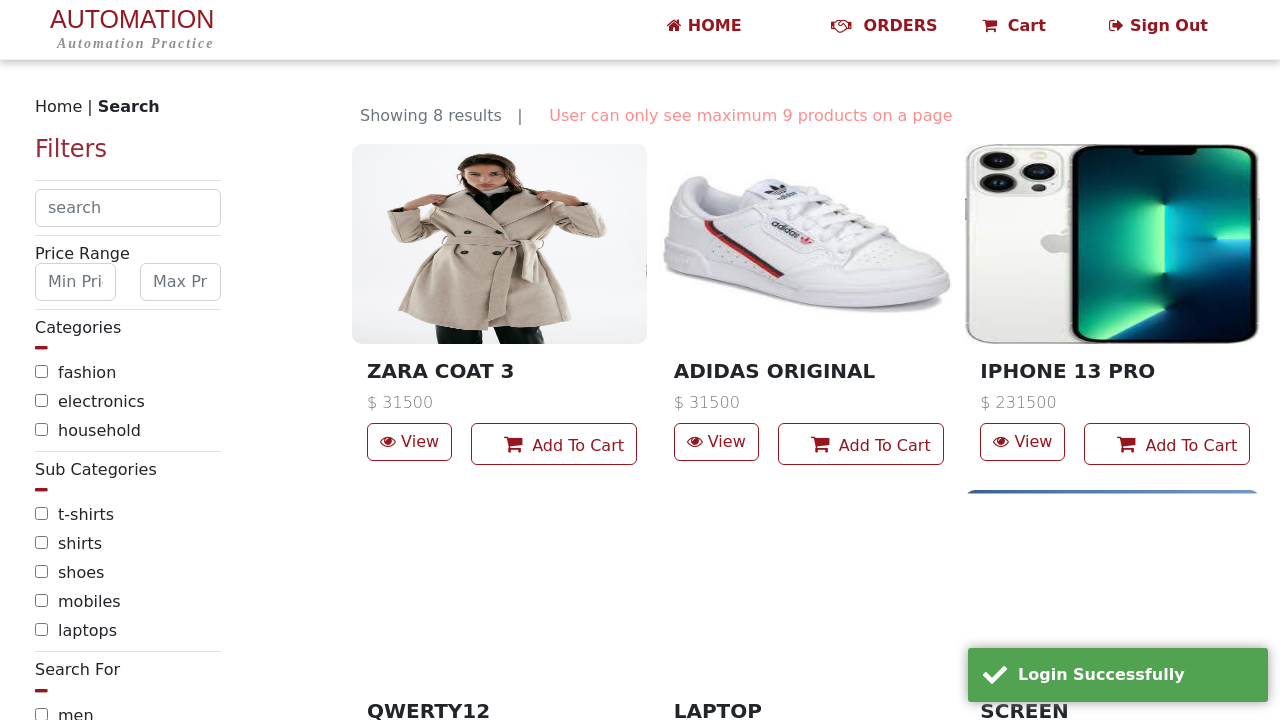 AUTOMATION
Automation Practice
HOME
ORDERS
Cart
Sign Out
Home | Search
Filters
search
Price Range
Min Pri
Max Pr
Categories
fashion
electronics
household
Sub Categories
t-shirts
shirts
shoes
mobiles
laptops
Search For
men
Showing 8 results |
User can only see maximum 9 products on a page
adidas
adidas
ZARA COAT 3
$ 31500
View
Add To Cart
ADIDAS ORIGINAL
$ 31500
View
Add To Cart
IPHONE 13 PRO
$ 231500
View
Add To Cart
QWERTY12
LAPTOP
SCREEN
Login Successfully